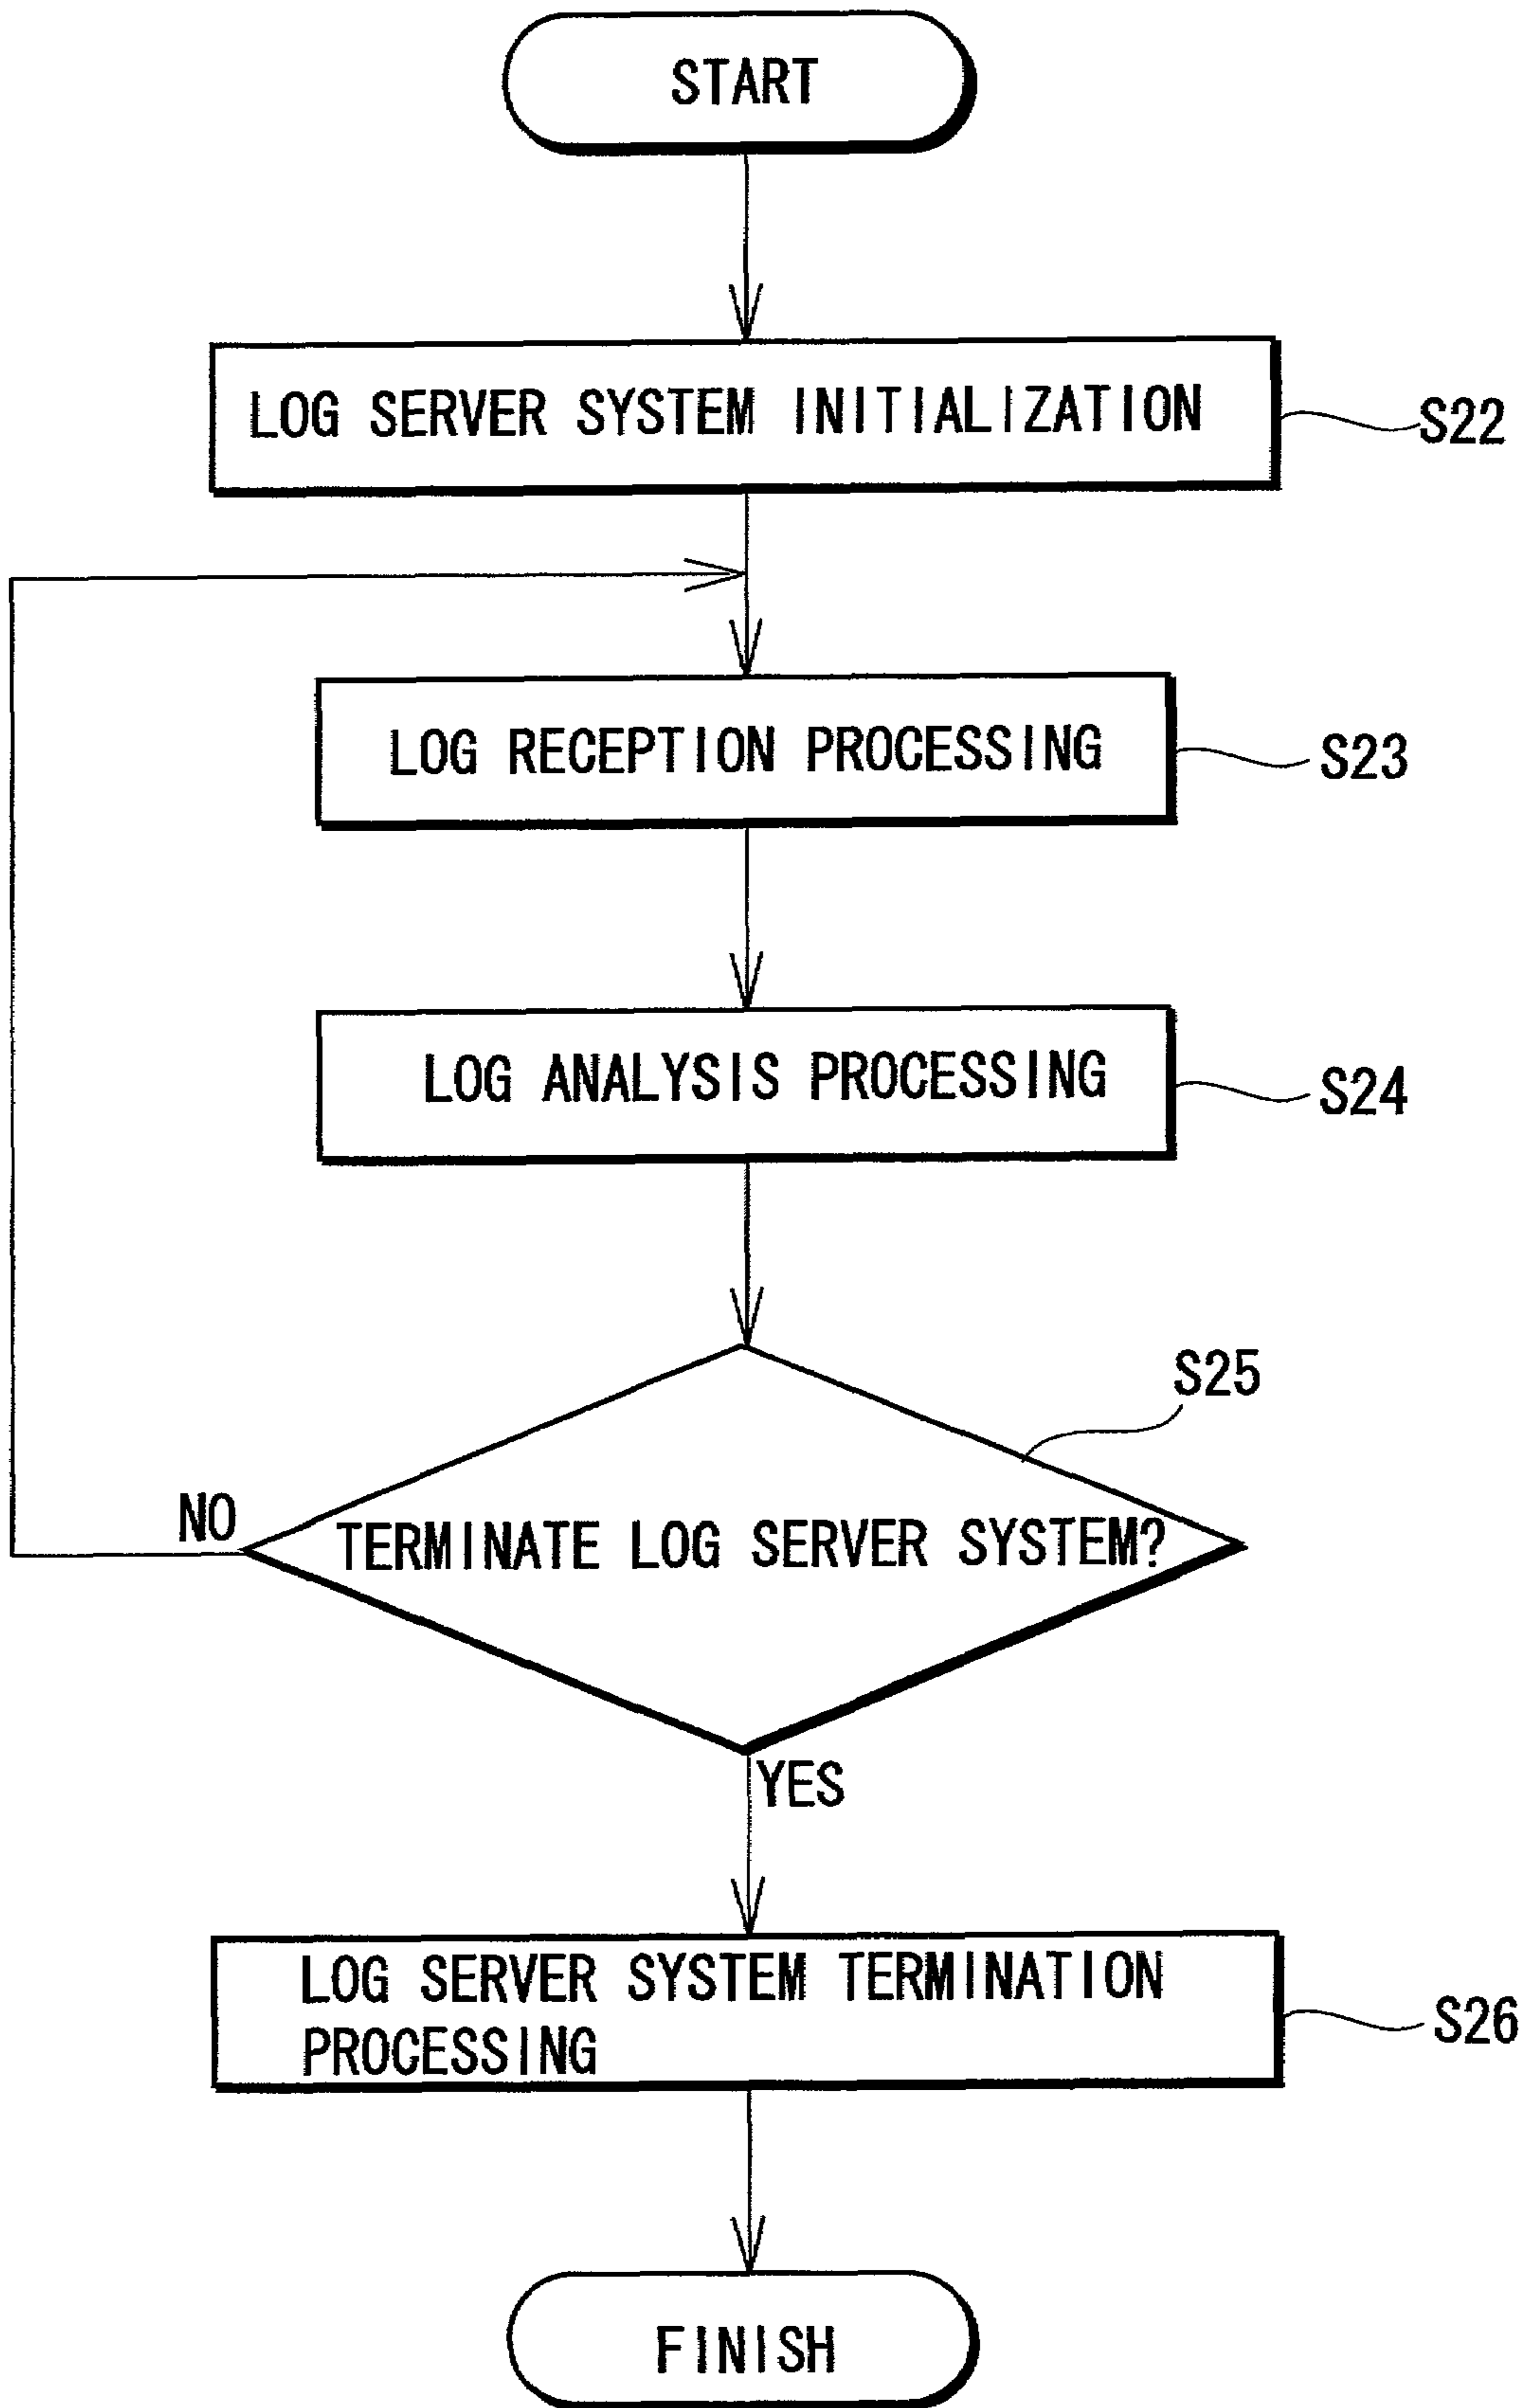 START
LOG SERVER SYSTEM INITIALIZATION
S22
LOG RECEPTION PROCESSING
S23
LOG ANALYSIS PROCESSING
S24
S25
NO
TERMINATE LOG SERVER SYSTEM?
YES
LOG SERVER SYSTEM TERMINATION
PROCESSING
S26
FINISH